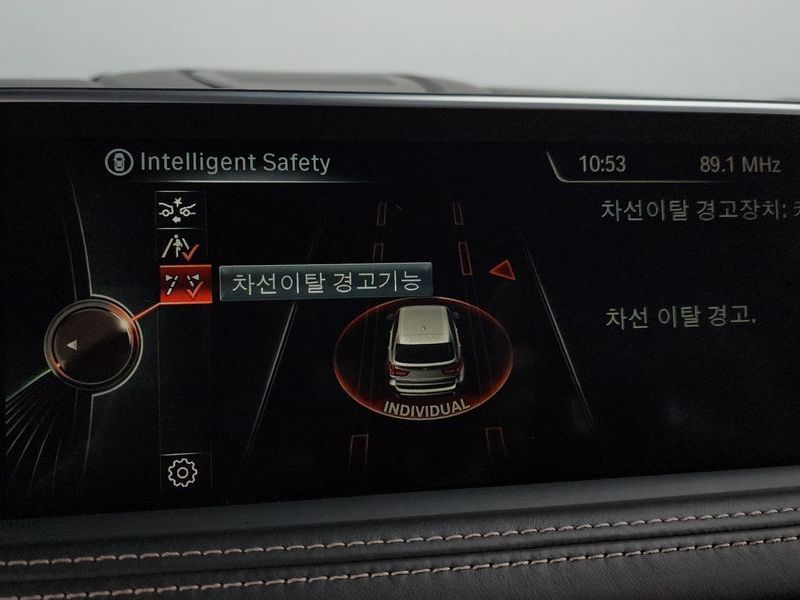 Intelligent Safety
10:53
89.1 MHz
차선이탈 경고장치:
차선이탈 경고기능
차선 이탈 경고.
INDIVIDUAL